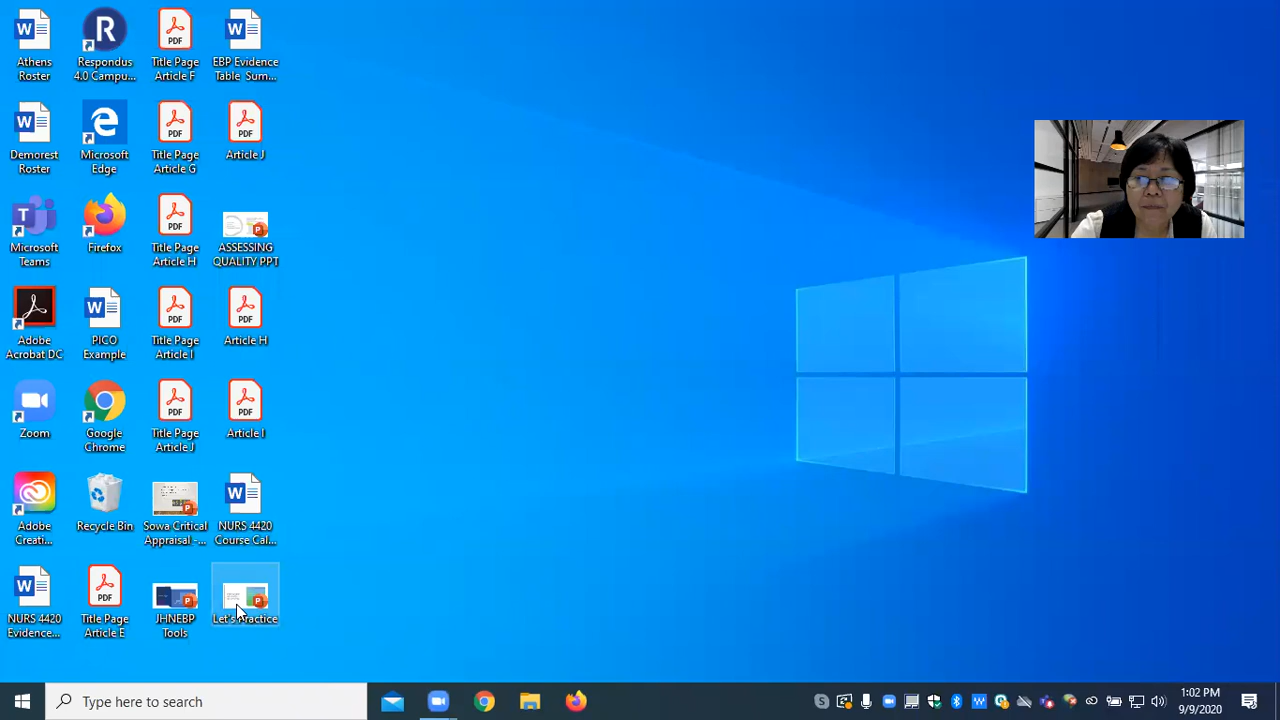 Athens
Roster
Respondus
4.0 Campu...
Title Page
Article F
EBP Evidence
Table Sum...
Demorest
Roster
Microsoft
Edge
Title Page
Article G
Article J
Microsoft
Teams
Firefox
Title Page
Article H
ASSESSING
QUALITY PPT
Adobe
Acrobat DC
PICO
Example
Title Page
Article I
Article H
Zoom
Google
Chrome
Title Page
Article J
Article I
Adobe
Creati...
Recycle Bin
Sowa Critical
Appraisal -...
NURS 4420
Course Cal...
NURS 4420
Evidence...
Title Page
Article E
JHNEBP
Tools
Let's Practice
Type here to search
1:02 PM
9/9/2020